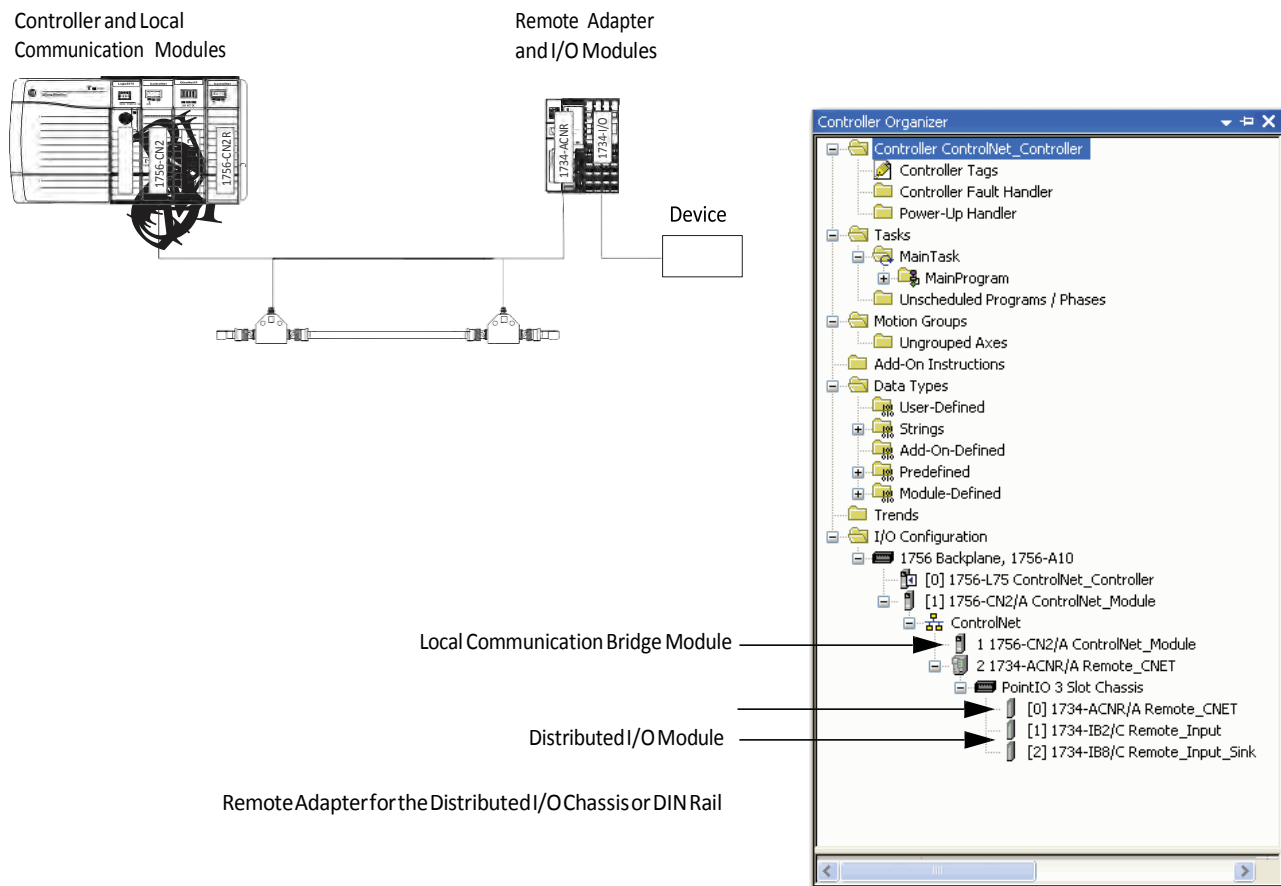 Controller and Local
Communication Modules
Remote Adapter
and I/O Modules
1756-CN2
1756-CN2R
1734-ACNR
1734-I/O
Device
Controller Organizer
Controller ControlNet_Controller
Controller Tags
Controller Fault Handler
Power-Up Handler
Tasks
MainTask
MainProgram
Unscheduled Programs / Phases
Motion Groups
Ungrouped Axes
Add-On Instructions
Data Types
User-Defined
Strings
Add-On-Defined
Predefined
Module-Defined
Trends
I/O Configuration
1756 Backplane, 1756-A10
[0] 1756-L75 ControlNet_Controller
[1] 1756-CN2/A ControlNet_Module
ControlNet
Local Communication Bridge Module
1 1756-CN2/A ControlNet_Module
2 1734-ACNR/A Remote_CNET
PointIO 3 Slot Chassis
[0] 1734-ACNR/A Remote_CNET
Distributed I/O Module
[1] 1734-IB2/C Remote_Input
[2] 1734-IB8/C Remote_Input_Sink
Remote Adapter for the Distributed I/O Chassis or DIN Rail